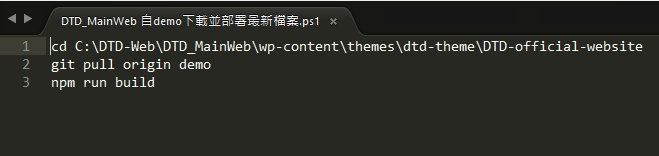 DTD_MainWeb 自demo下載並部署最新檔案.ps1 ×
1 cd C:\DTD-Web\DTD_MainWeb\wp-content\themes\dtd-theme\DTD-official-website
2 git pull origin demo
3 npm run build